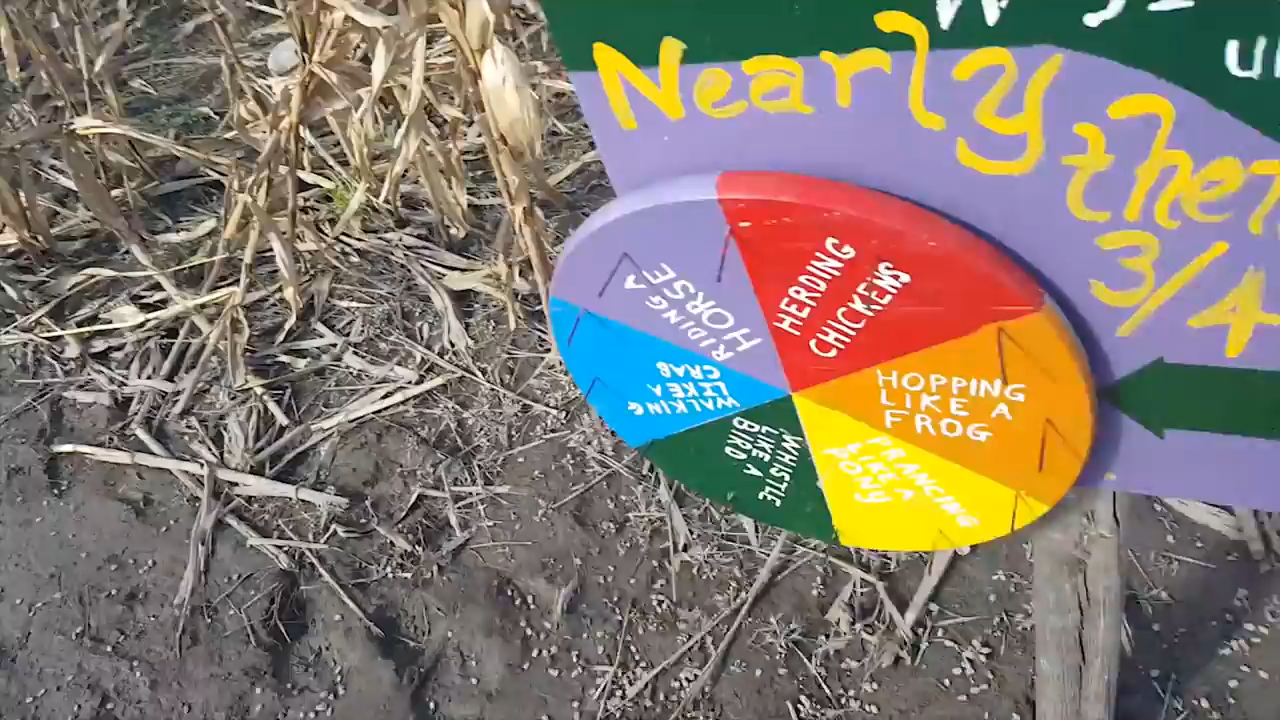 Nearly
there
3/4
HERDING
CHICKENS
HOPPING
LIKE A
FROG
PRANCING
LIKE A
PONY
WHISTLE
LIKE A
BIRD
WALKING
LIKE A
CRAB
RIDING A
HORSE